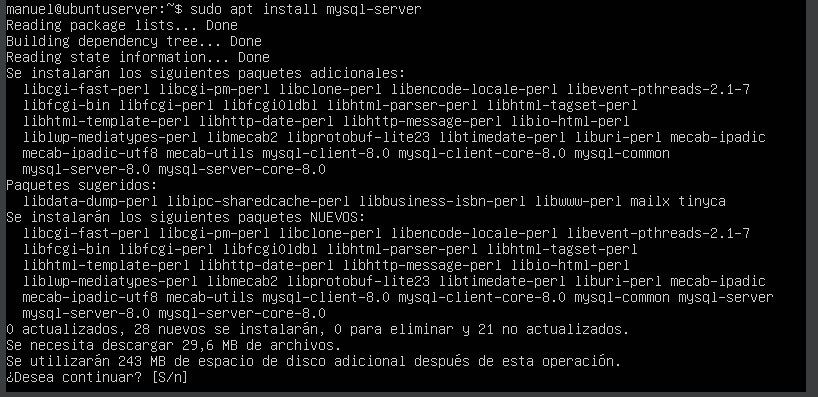 manuel@ubuntuserver:~$ sudo apt install mysql-server
Reading package lists... Done
Building dependency tree... Done
Reading state information... Done
Se instalarán los siguientes paquetes adicionales:
  libcgi-fast-perl libcgi-pm-perl libclone-perl libencode-locale-perl libevent-pthreads-2.1-7
  libfcgi-bin libfcgi-perl libfcgi0ldbl libhtml-parser-perl libhtml-tagset-perl
  libhtml-template-perl libhttp-date-perl libhttp-message-perl libio-html-perl
  liblwp-mediatypes-perl libmecab2 libprotobuf-lite23 libtimedate-perl liburi-perl mecab-ipadic
  mecab-ipadic-utf8 mecab-utils mysql-client-8.0 mysql-client-core-8.0 mysql-common
  mysql-server-8.0 mysql-server-core-8.0
Paquetes sugeridos:
  libdata-dump-perl libipc-sharedcache-perl libbusiness-isbn-perl libwww-perl mailx tinyca
Se instalarán los siguientes paquetes NUEVOS:
  libcgi-fast-perl libcgi-pm-perl libclone-perl libencode-locale-perl libevent-pthreads-2.1-7
  libfcgi-bin libfcgi-perl libfcgi0ldbl libhtml-parser-perl libhtml-tagset-perl
  libhtml-template-perl libhttp-date-perl libhttp-message-perl libio-html-perl
  liblwp-mediatypes-perl libmecab2 libprotobuf-lite23 libtimedate-perl liburi-perl mecab-ipadic
  mecab-ipadic-utf8 mecab-utils mysql-client-8.0 mysql-client-core-8.0 mysql-common mysql-server
  mysql-server-8.0 mysql-server-core-8.0
0 actualizados, 28 nuevos se instalarán, 0 para eliminar y 21 no actualizados.
Se necesita descargar 29,6 MB de archivos.
Se utilizarán 243 MB de espacio de disco adicional después de esta operación.
¿Desea continuar? [S/n]